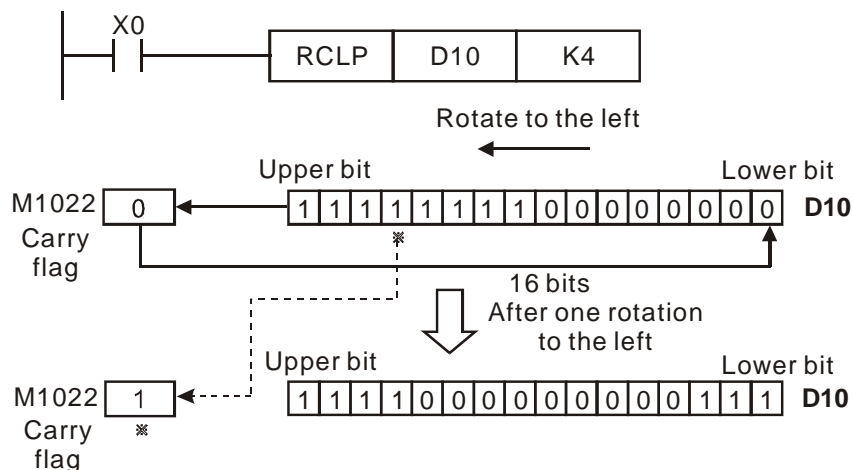 X0
RCLP D10 K4
Rotate to the left
Upper bit Lower bit
M1022 0 1 1 1 1 1 1 1 1 0 0 0 0 0 0 0 0 D10
Carry
flag
※
16 bits
After one rotation
to the left
Upper bit Lower bit
M1022 1 1 1 1 1 0 0 0 0 0 0 0 0 0 1 1 1 D10
Carry ※
flag